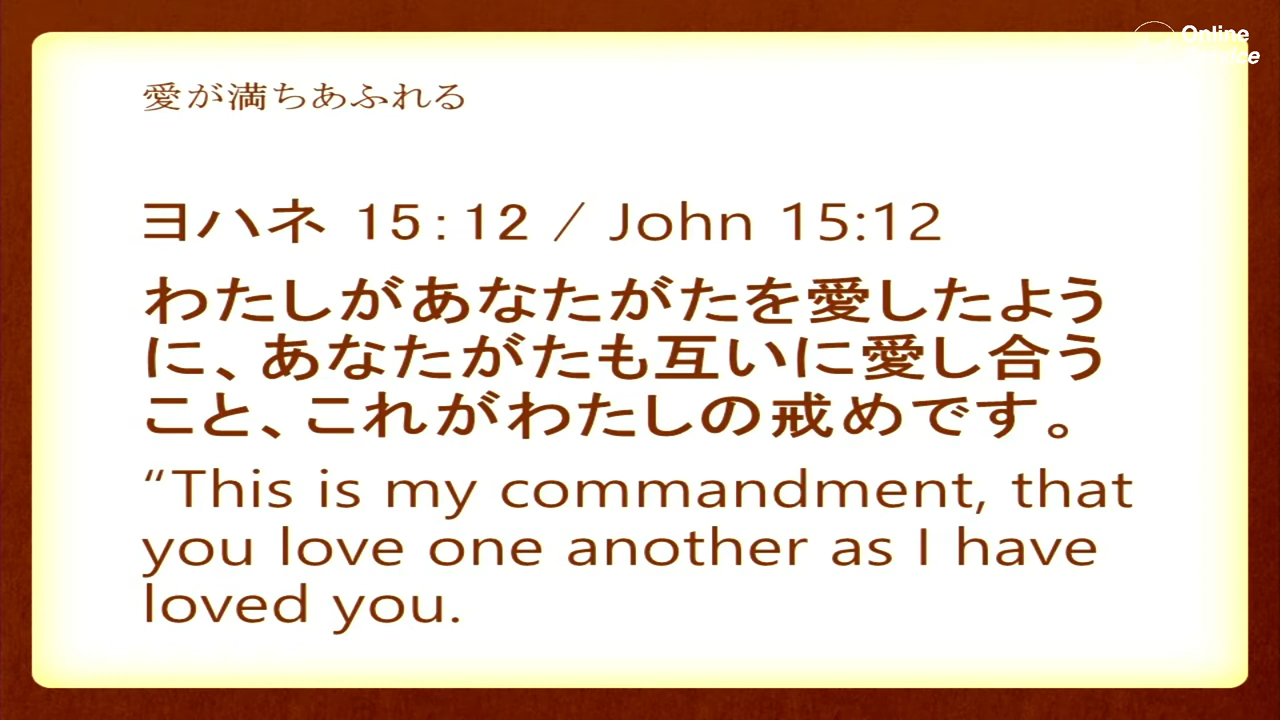 Online
Service
愛が満ちあふれる
ヨハネ 15:12 / John 15:12
わたしがあなたがたを愛したよう
に、あなたがたも互いに愛し合う
こと、これがわたしの戒めです。
“This is my commandment, that
you love one another as I have
loved you.